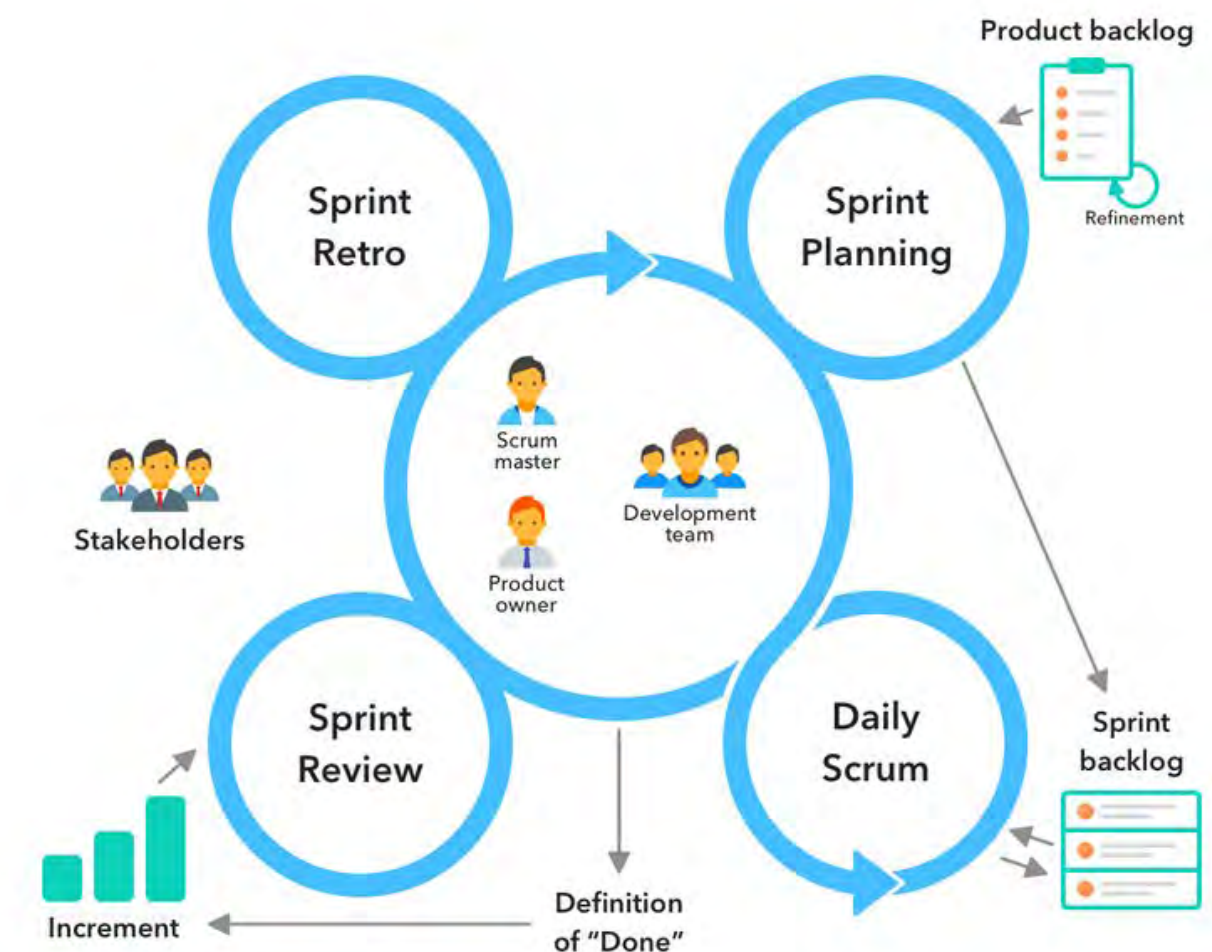 Product backlog
Refinement
Sprint
Retro
Sprint
Planning
Scrum
master
Development
team
Stakeholders
Product
owner
Sprint
Review
Daily
Scrum
Sprint
backlog
Increment
Definition
of “Done”